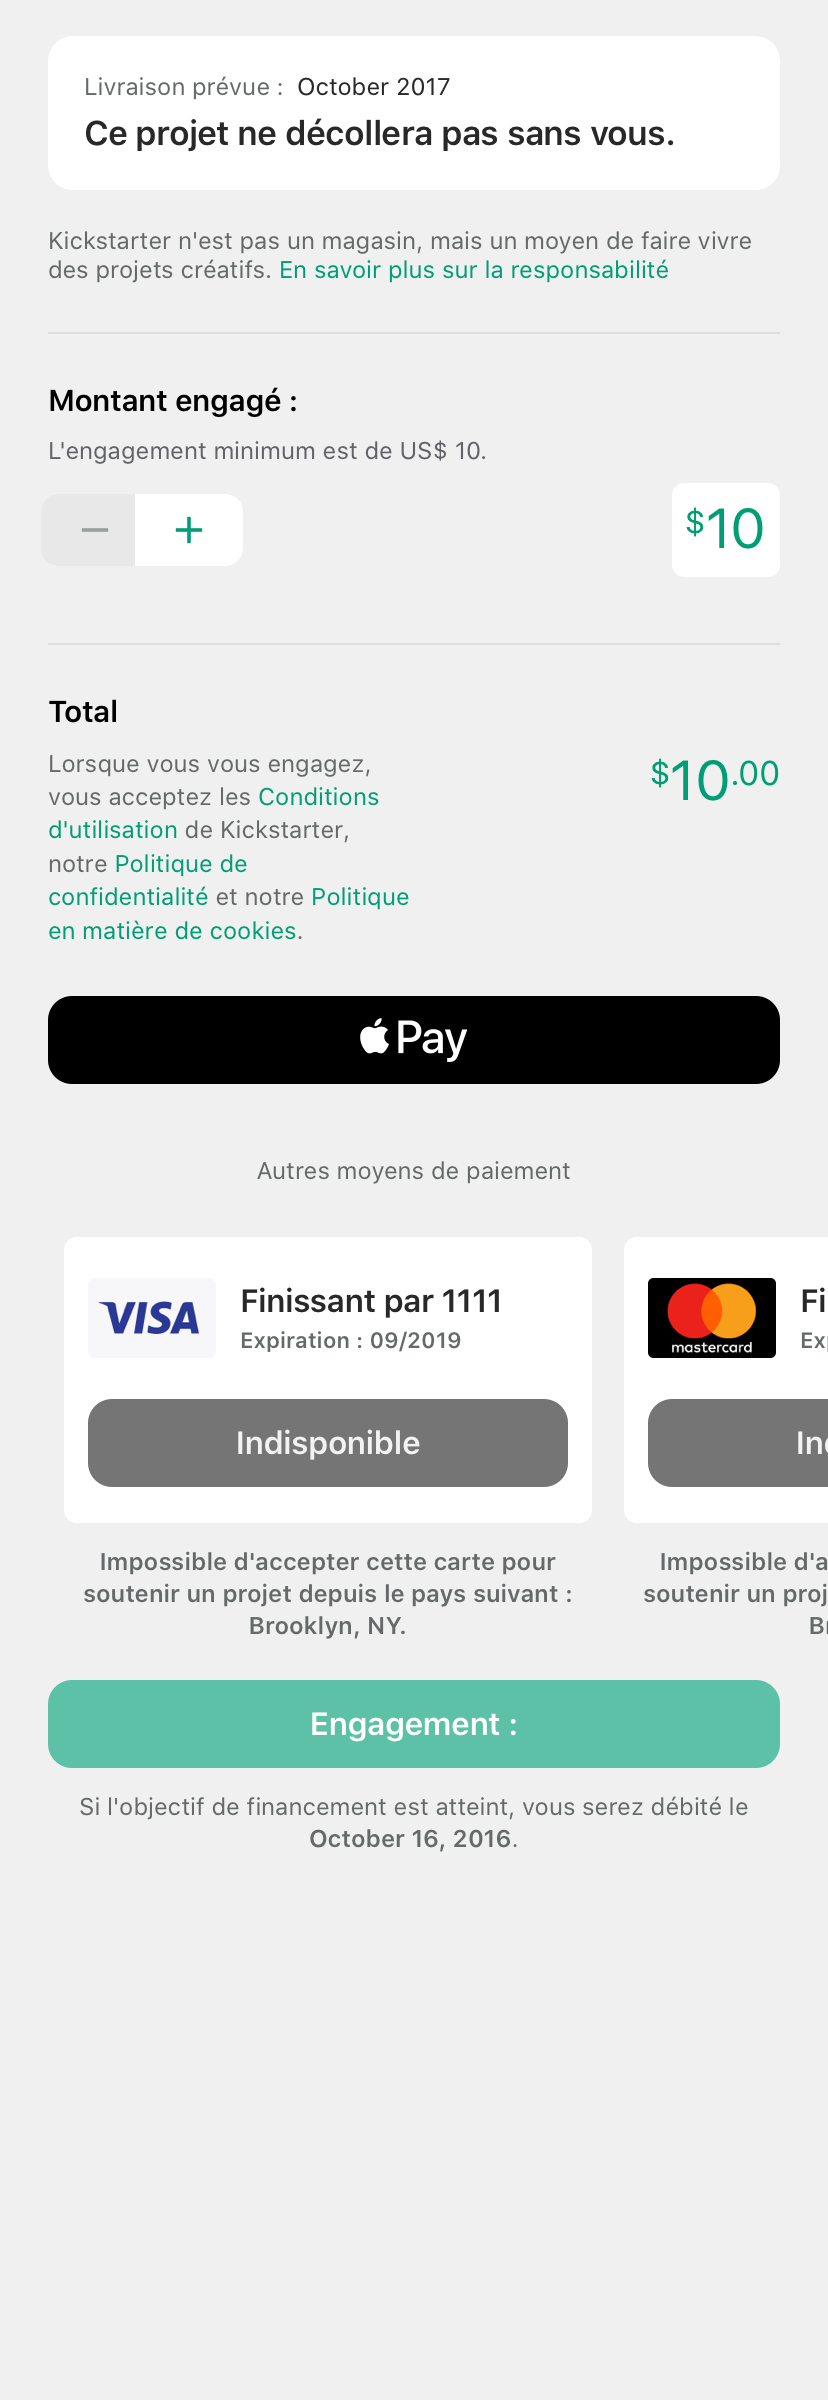 Livraison prévue : October 2017
Ce projet ne décollera pas sans vous.
Kickstarter n'est pas un magasin, mais un moyen de faire vivre
des projets créatifs. En savoir plus sur la responsabilité
Montant engagé :
L'engagement minimum est de US$ 10.
$10
Total
Lorsque vous vous engagez,
vous acceptez les Conditions
d'utilisation de Kickstarter,
notre Politique de
confidentialité et notre Politique
en matière de cookies.
$10.00
Pay
Autres moyens de paiement
VISA
Finissant par 1111
Expiration : 09/2019
Indisponible
Impossible d'accepter cette carte pour
soutenir un projet depuis le pays suivant :
Brooklyn, NY.
mastercard
Impossible d'a
soutenir un proj
Engagement :
Si l'objectif de financement est atteint, vous serez débité le
October 16, 2016.